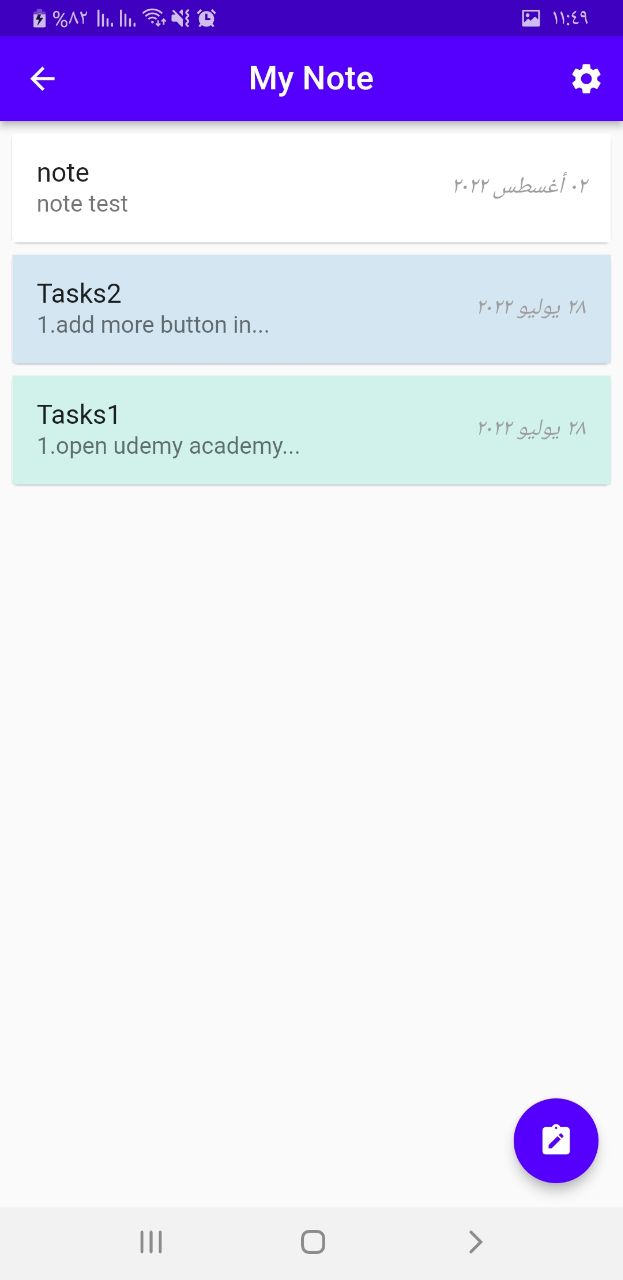 %٨٢ ١١:٤٩
My Note
note
note test
٠٢ أغسطس ٢٠٢٢
Tasks2
1.add more button in...
٢٨ يوليو ٢٠٢٢
Tasks1
1.open udemy academy...
٢٨ يوليو ٢٠٢٢